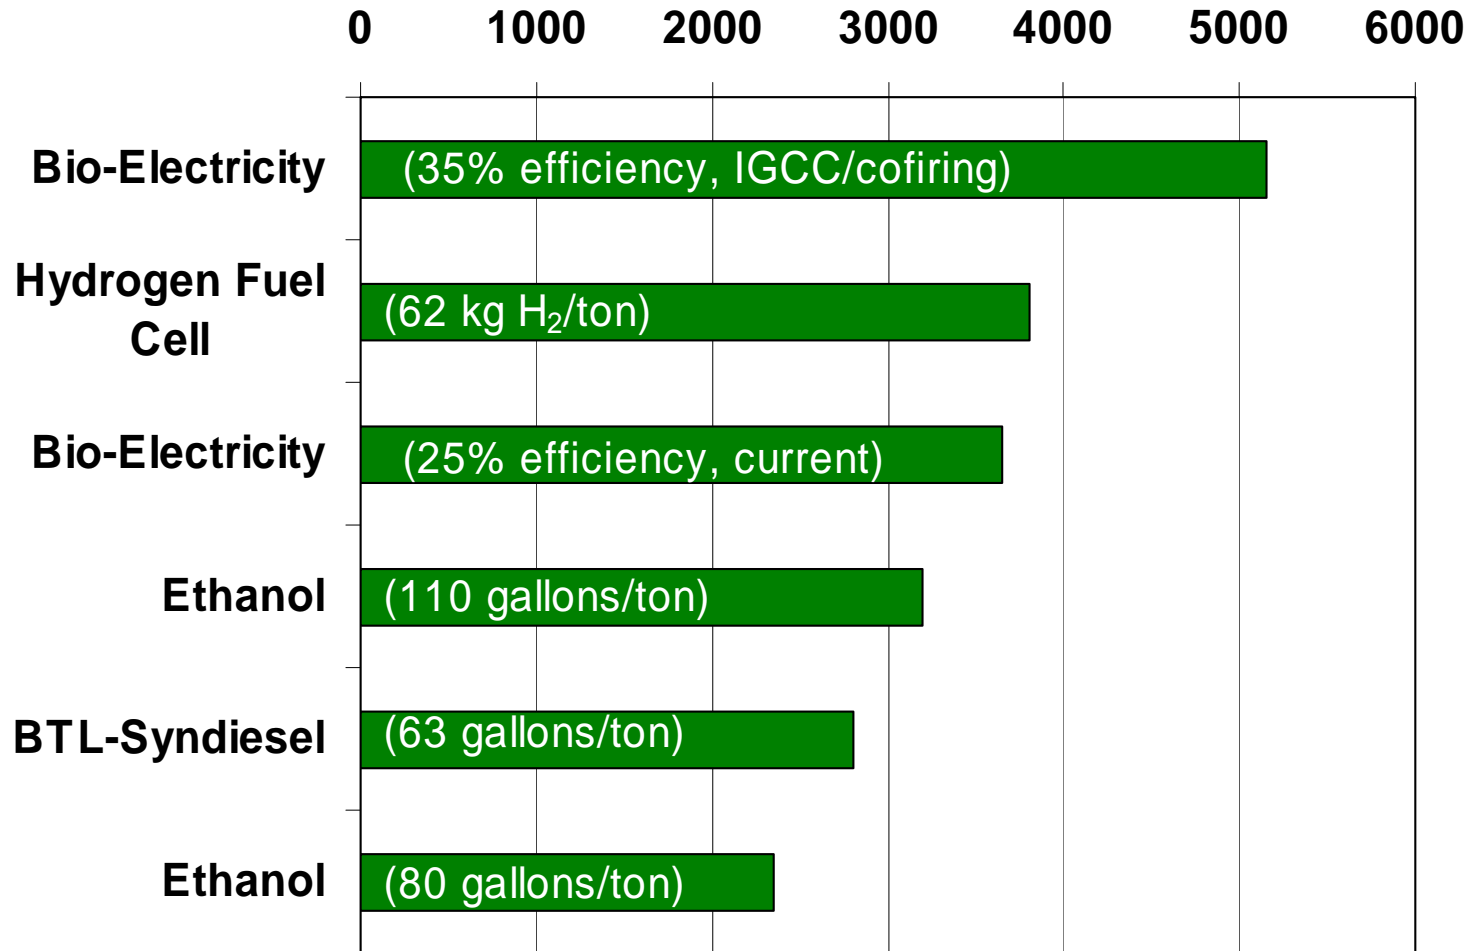 0 1000 2000 3000 4000 5000 6000
Bio-Electricity (35% efficiency, IGCC/cofiring)
Hydrogen Fuel
Cell
(62 kg H₂/ton)
Bio-Electricity (25% efficiency, current)
Ethanol (110 gallons/ton)
BTL-Syndiesel (63 gallons/ton)
Ethanol (80 gallons/ton)